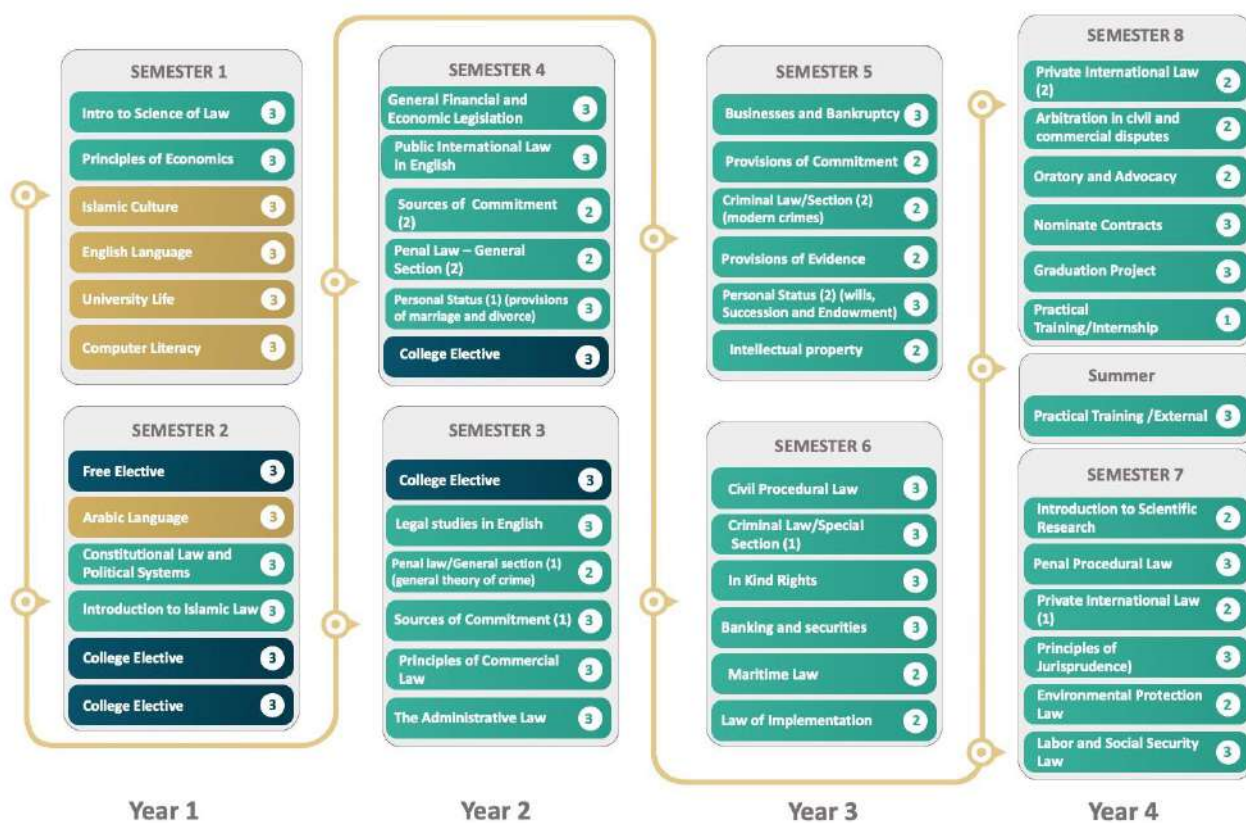 SEMESTER 1
Intro to Science of Law 3
Principles of Economics 3
Islamic Culture 3
English Language 3
University Life 3
Computer Literacy 3
SEMESTER 2
Free Elective 3
Arabic Language 3
Constitutional Law and
Political Systems 3
Introduction to Islamic Law 3
College Elective 3
College Elective 3
Year 1
SEMESTER 4
General Financial and
Economic Legislation 3
Public International Law
in English 3
Sources of Commitment
(2) 2
Penal Law – General
Section (2) 2
Personal Status (1) (provisions
of marriage and divorce) 3
College Elective 3
SEMESTER 3
College Elective 3
Legal studies in English 3
Penal law/General section (1)
(general theory of crime) 2
Sources of Commitment (1) 3
Principles of Commercial
Law 3
The Administrative Law 3
Year 2
SEMESTER 5
Businesses and Bankruptcy 3
Provisions of Commitment 2
Criminal Law/Section (2)
(modern crimes) 2
Provisions of Evidence 2
Personal Status (2) (wills,
Succession and Endowment) 3
Intellectual property 2
SEMESTER 6
Civil Procedural Law 3
Criminal Law/Special
Section (1) 3
In Kind Rights 3
Banking and securities 3
Maritime Law 2
Law of Implementation 2
Year 3
SEMESTER 8
Private International Law
(2) 2
Arbitration in civil and
commercial disputes 2
Oratory and Advocacy 2
Nominate Contracts 3
Graduation Project 3
Practical
Training/Internship 1
Summer
Practical Training /External 3
SEMESTER 7
Introduction to Scientific
Research 2
Penal Procedural Law 3
Private International Law
(1) 2
Principles of
Jurisprudence) 3
Environmental Protection
Law 2
Labor and Social Security
Law 3
Year 4